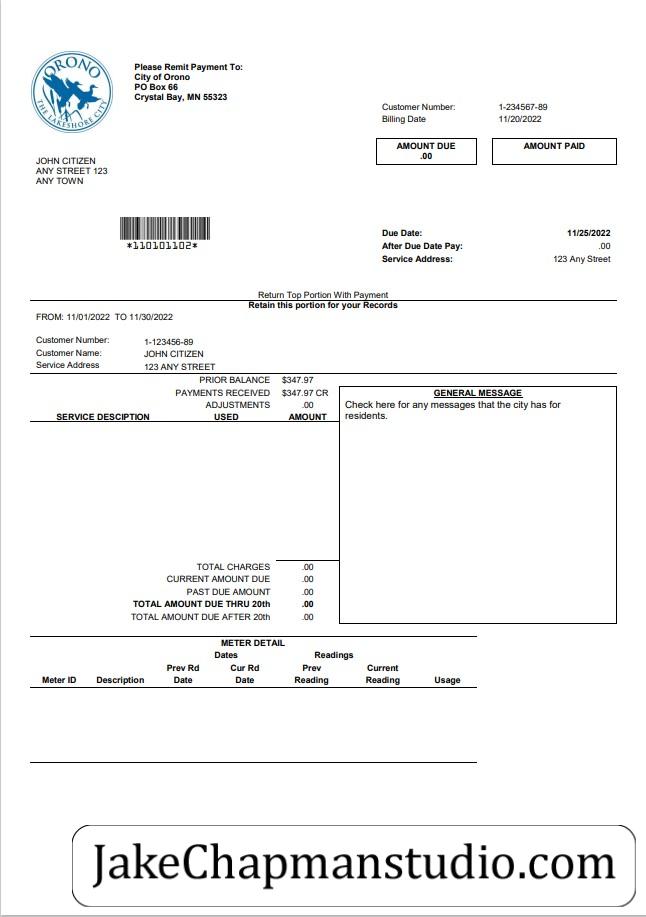 ORONO
THE LAKESHORE CITY
Please Remit Payment To:
City of Orono
PO Box 66
Crystal Bay, MN 55323
Customer Number: 1-234567-89
Billing Date 11/20/2022
AMOUNT DUE AMOUNT PAID
.00
JOHN CITIZEN
ANY STREET 123
ANY TOWN
*110101102*
Due Date: 11/25/2022
After Due Date Pay: .00
Service Address: 123 Any Street
Return Top Portion With Payment
Retain this portion for your Records
FROM: 11/01/2022 TO 11/30/2022
Customer Number: 1-123456-89
Customer Name: JOHN CITIZEN
Service Address 123 ANY STREET
PRIOR BALANCE $347.97
PAYMENTS RECEIVED $347.97 CR
ADJUSTMENTS .00
SERVICE DESCIPTION USED AMOUNT
GENERAL MESSAGE
Check here for any messages that the city has for
residents.
TOTAL CHARGES .00
CURRENT AMOUNT DUE .00
PAST DUE AMOUNT .00
TOTAL AMOUNT DUE THRU 20th .00
TOTAL AMOUNT DUE AFTER 20th .00
METER DETAIL
Dates Readings
Prev Rd Cur Rd Prev Current
Meter ID Description Date Date Reading Reading Usage
JakeChapmanstudio.com